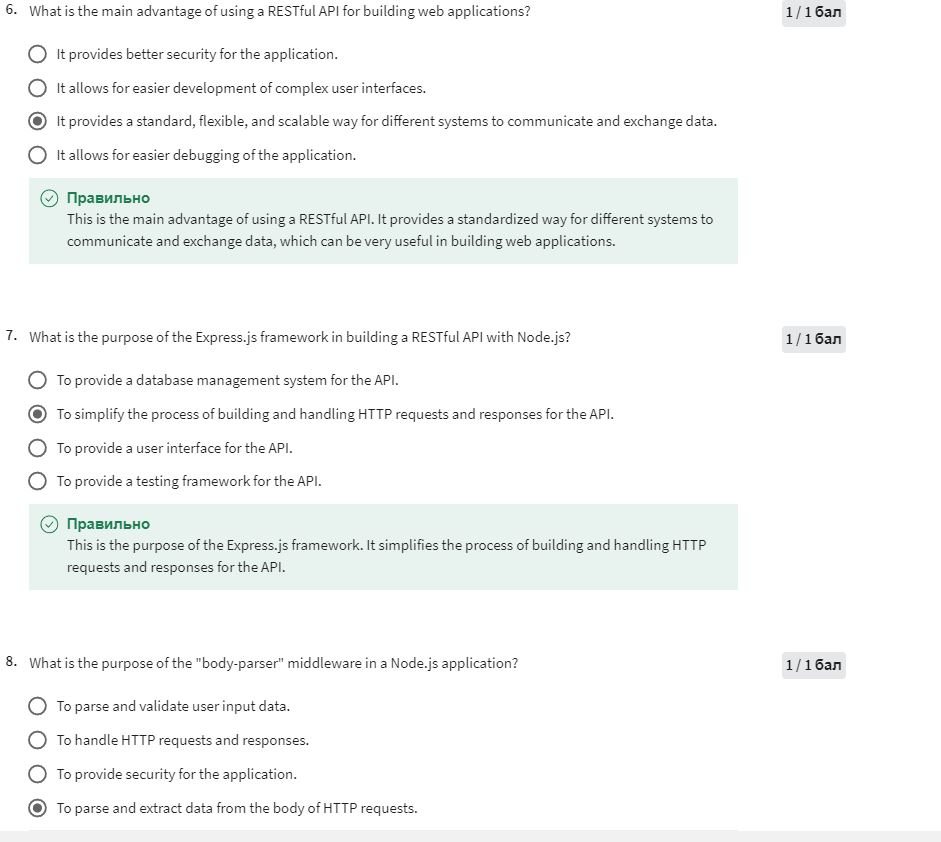 6. What is the main advantage of using a RESTful API for building web applications? 1 / 1 бал
It provides better security for the application.
It allows for easier development of complex user interfaces.
It provides a standard, flexible, and scalable way for different systems to communicate and exchange data.
It allows for easier debugging of the application.
Правильно
This is the main advantage of using a RESTful API. It provides a standardized way for different systems to
communicate and exchange data, which can be very useful in building web applications.
7. What is the purpose of the Express.js framework in building a RESTful API with Node.js? 1 / 1 бал
To provide a database management system for the API.
To simplify the process of building and handling HTTP requests and responses for the API.
To provide a user interface for the API.
To provide a testing framework for the API.
Правильно
This is the purpose of the Express.js framework. It simplifies the process of building and handling HTTP
requests and responses for the API.
8. What is the purpose of the "body-parser" middleware in a Node.js application? 1 / 1 бал
To parse and validate user input data.
To handle HTTP requests and responses.
To provide security for the application.
To parse and extract data from the body of HTTP requests.